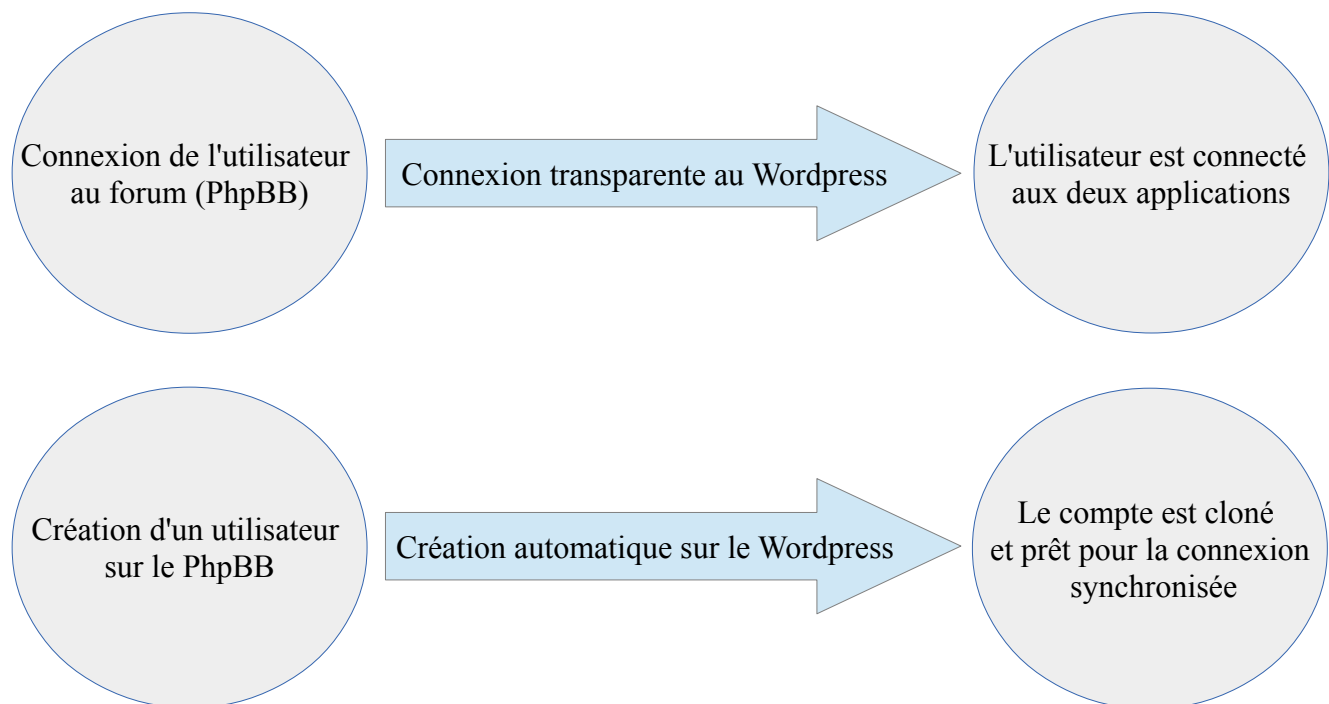 Connexion de l'utilisateur
au forum (PhpBB)
Connexion transparente au Wordpress
L'utilisateur est connecté
aux deux applications
Création d'un utilisateur
sur le PhpBB
Création automatique sur le Wordpress
Le compte est cloné
et prêt pour la connexion
synchronisée